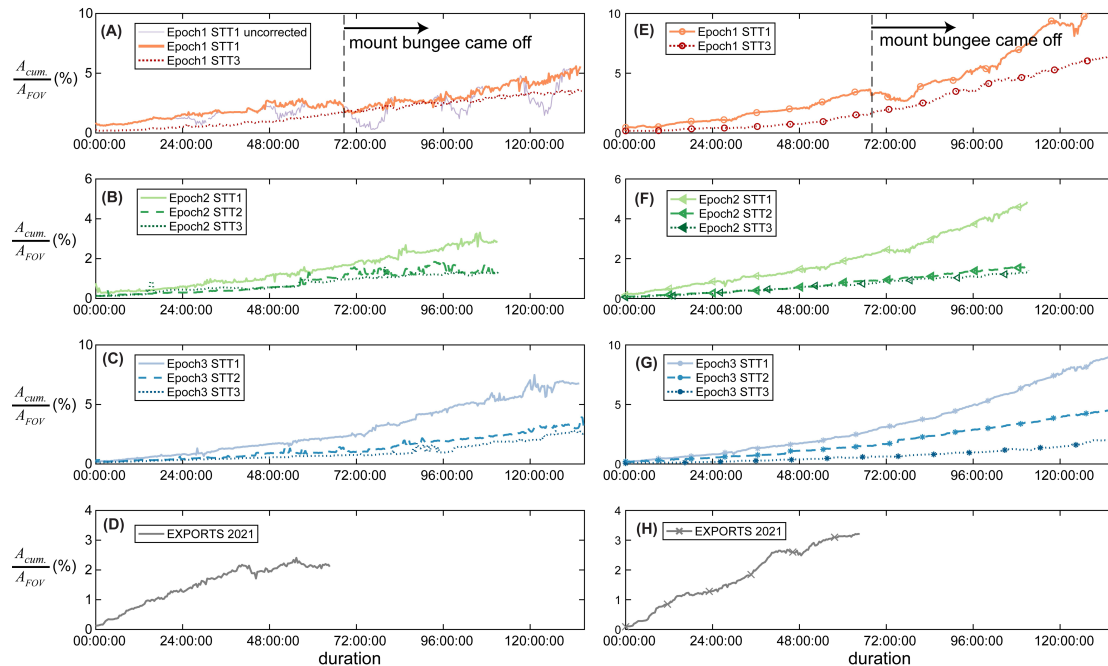 (A)
Epoch1 STT1 uncorrected
Epoch1 STT1
Epoch1 STT3
mount bungee came off
A_cum. / A_FOV (%)
10
5
0
00:00:00 24:00:00 48:00:00 72:00:00 96:00:00 120:00:00
(E)
Epoch1 STT1
Epoch1 STT3
mount bungee came off
10
5
0
00:00:00 24:00:00 48:00:00 72:00:00 96:00:00 120:00:00
(B)
Epoch2 STT1
Epoch2 STT2
Epoch2 STT3
A_cum. / A_FOV (%)
6
4
2
0
00:00:00 24:00:00 48:00:00 72:00:00 96:00:00 120:00:00
(F)
Epoch2 STT1
Epoch2 STT2
Epoch2 STT3
6
4
2
0
00:00:00 24:00:00 48:00:00 72:00:00 96:00:00 120:00:00
(C)
Epoch3 STT1
Epoch3 STT2
Epoch3 STT3
A_cum. / A_FOV (%)
10
5
0
00:00:00 24:00:00 48:00:00 72:00:00 96:00:00 120:00:00
(G)
Epoch3 STT1
Epoch3 STT2
Epoch3 STT3
10
5
0
00:00:00 24:00:00 48:00:00 72:00:00 96:00:00 120:00:00
(D)
EXPORTS 2021
A_cum. / A_FOV (%)
4
3
2
1
0
00:00:00 24:00:00 48:00:00 72:00:00 96:00:00 120:00:00
duration
(H)
EXPORTS 2021
4
3
2
1
0
00:00:00 24:00:00 48:00:00 72:00:00 96:00:00 120:00:00
duration